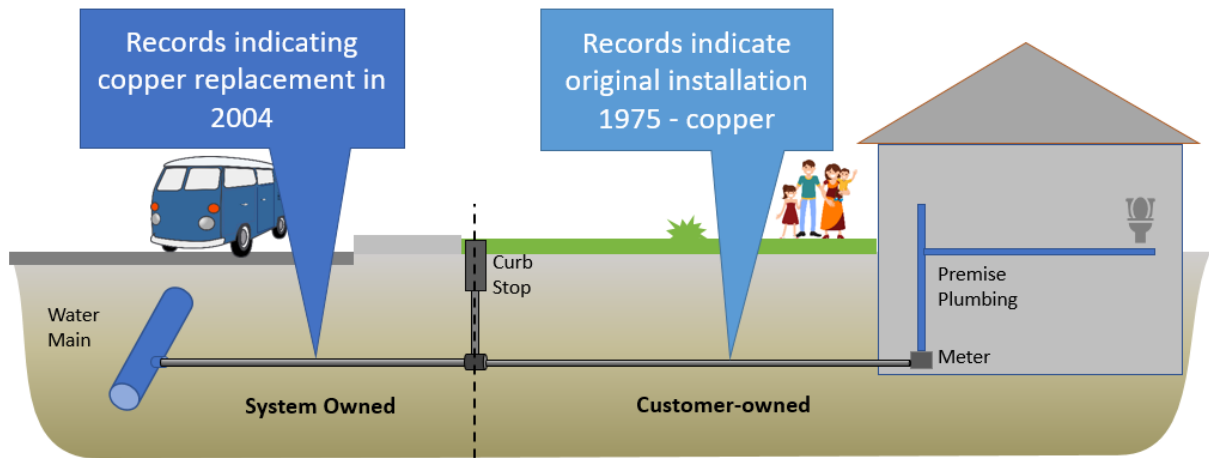 Records indicating
copper replacement in
2004
Records indicate
original installation
1975 - copper
Curb
Stop
Water
Main
Premise
Plumbing
Meter
System Owned
Customer-owned